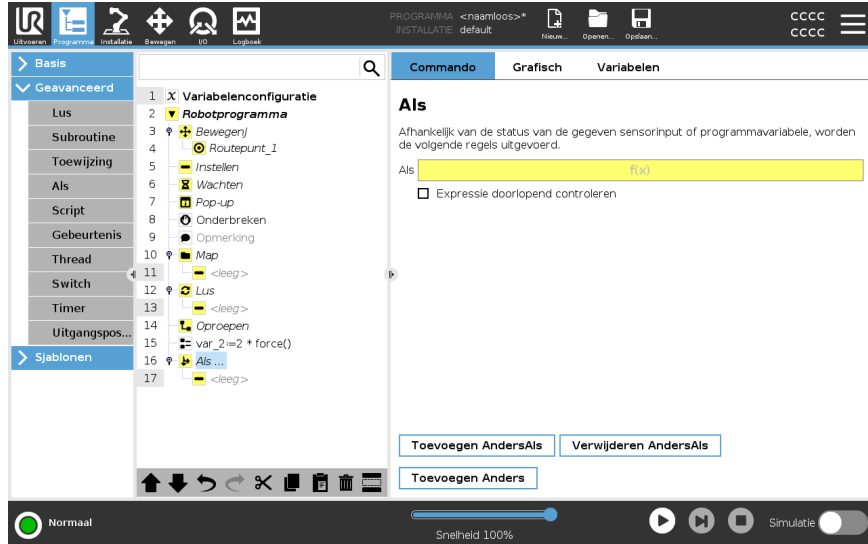 UR
Uitvoeren
Programma
Installatie
Bewegen
I/O
Logboek
PROGRAMMA <naamloos>*
INSTALLATIE default
Nieuw...
Openen...
Opslaan...
cccc
cccc
Basis
Geavanceerd
Lus
Subroutine
Toewijzing
Als
Script
Gebeurtenis
Thread
Switch
Timer
Uitgangspos...
Sjablonen
1 X Variabelenconfiguratie
2 Robotprogramma
3 BewegenJ
4 Routepunt_1
5 Instellen
6 Wachten
7 Pop-up
8 Onderbreken
9 Opmerking
10 Map
11 <leeg>
12 Lus
13 <leeg>
14 Oproepen
15 var_2:=2 * force()
16 Als ...
17 <leeg>
Commando Grafisch Variabelen
Als
Afhankelijk van de status van de gegeven sensorinput of programmavariabele, worden
de volgende regels uitgevoerd.
Als f(x)
Expressie doorlopend controleren
Toevoegen AndersAls
Verwijderen AndersAls
Toevoegen Anders
Normaal
Snelheid 100%
Simulatie